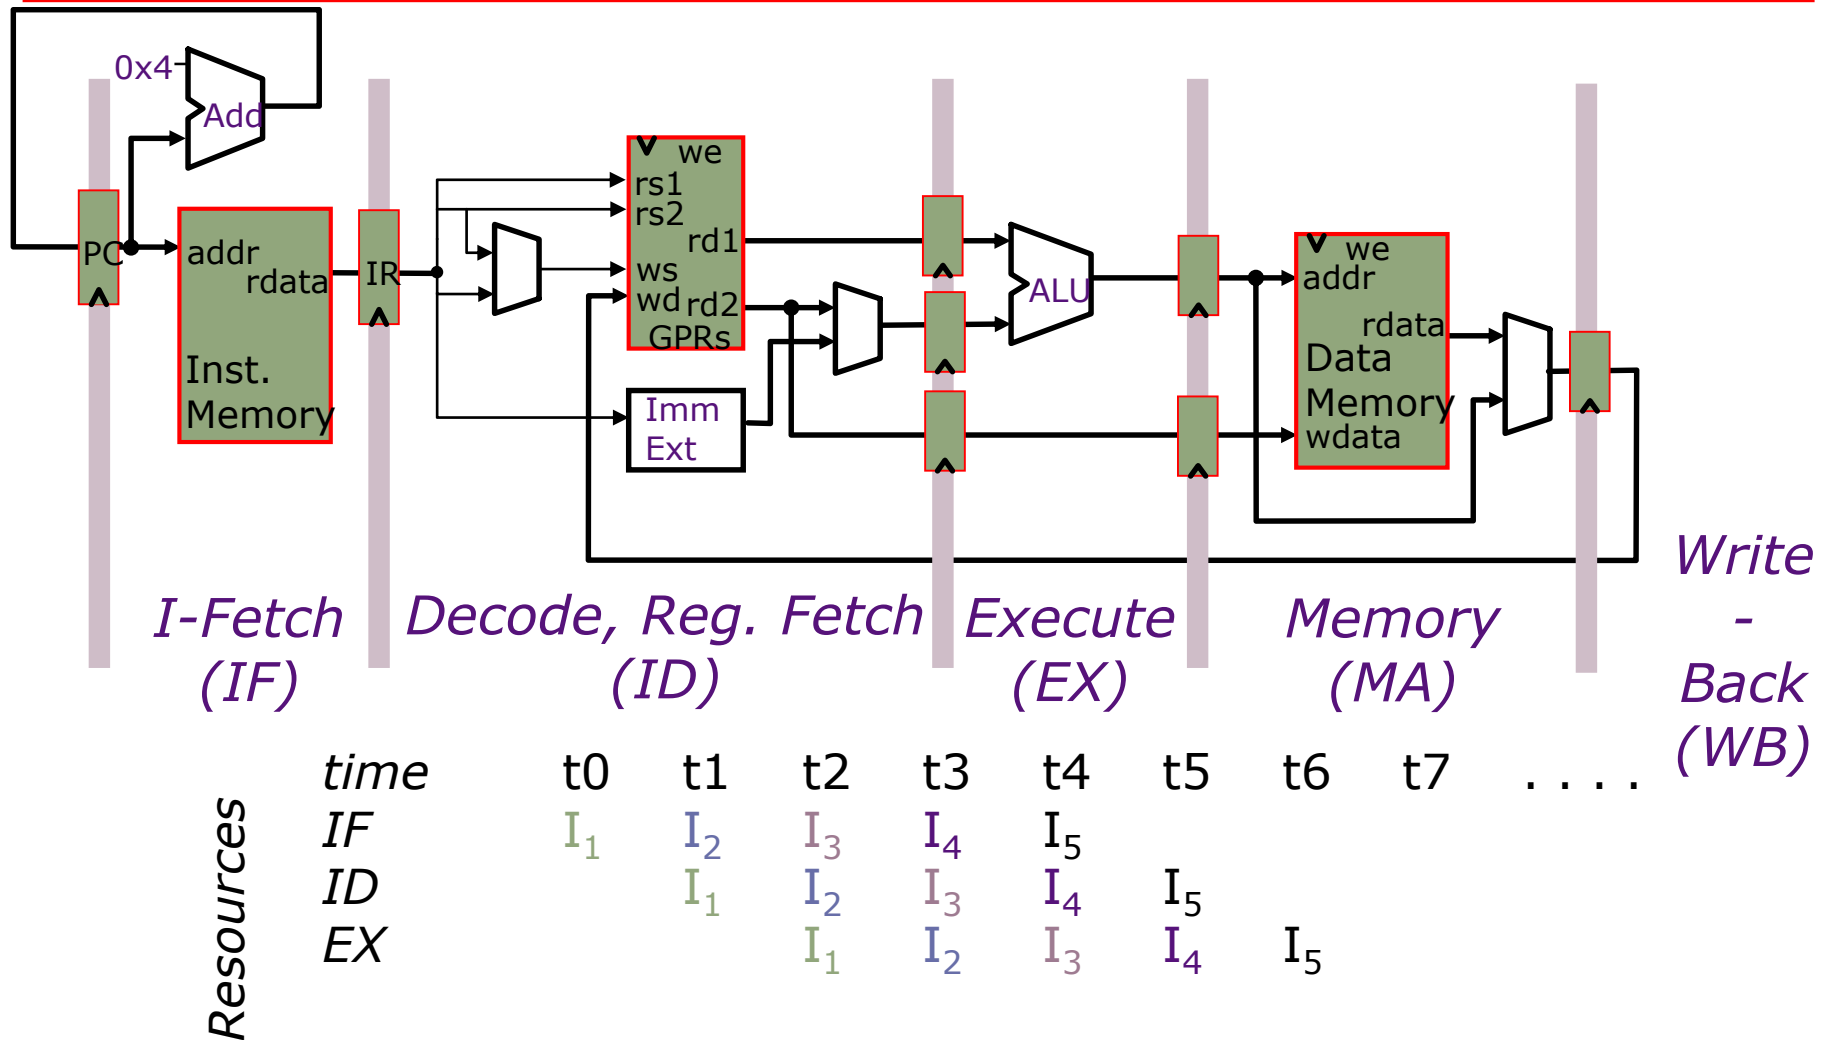 0x4
Add
PC
addr
rdata
Inst.
Memory
IR
we
rs1
rs2
rd1
ws
wd rd2
GPRs
Imm
Ext
ALU
we
addr
rdata
Data
Memory
wdata
I-Fetch
(IF)
Decode, Reg. Fetch
(ID)
Execute
(EX)
Memory
(MA)
Write
-
Back
(WB)
time t0 t1 t2 t3 t4 t5 t6 t7 . . . .
IF I1 I2 I3 I4 I5
ID I1 I2 I3 I4 I5
EX I1 I2 I3 I4 I5
Resources